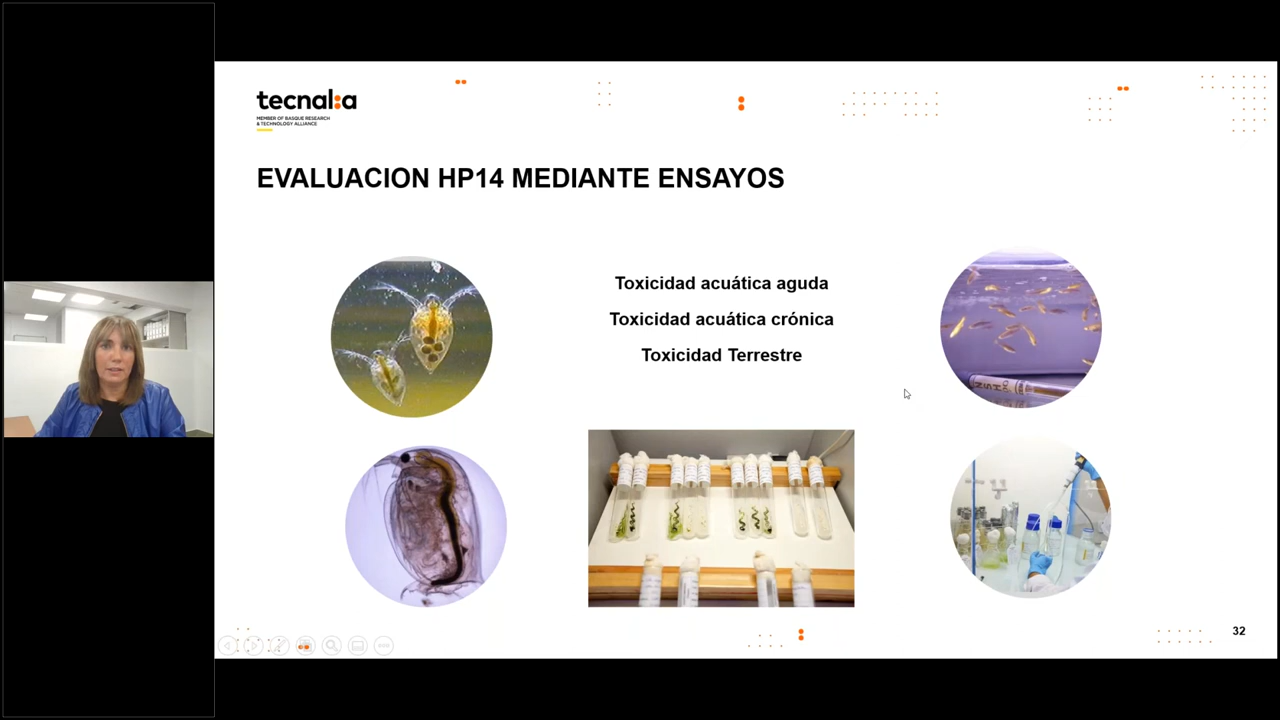 tecnal:a
MEMBER OF BASQUE RESEARCH
& TECHNOLOGY ALLIANCE
EVALUACION HP14 MEDIANTE ENSAYOS
Toxicidad acuática aguda
Toxicidad acuática crónica
Toxicidad Terrestre
32